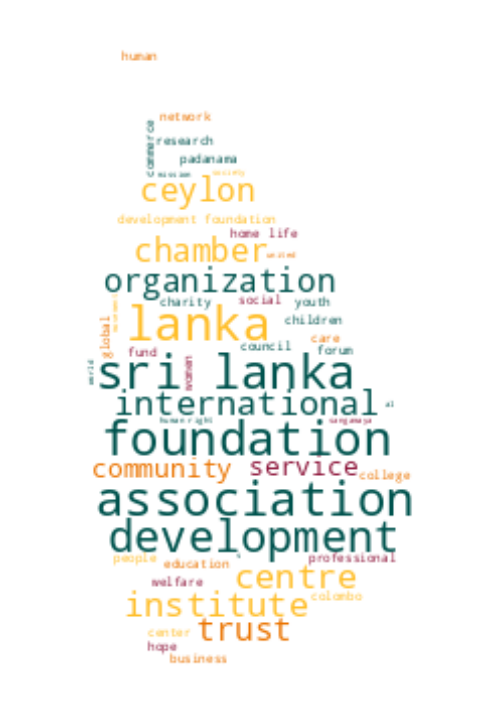 human
network
commerce
research
padanama
mission society
ceylon
development foundation
home life
chamber united
organization
charity social youth
lanka children
global
care
council
fund forum
world sri lanka
women
international al
human right sangamaya
foundation
community service college
association
development
people professional
education
welfare centre
institute colombo
center trust
hope
business